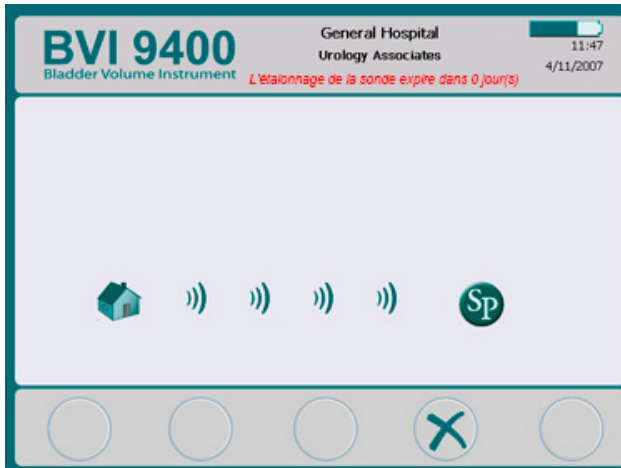 BVI 9400
Bladder Volume Instrument
General Hospital
Urology Associates
L'étalonnage de la sonde expire dans 0 jour(s)
11:47
4/11/2007
SP